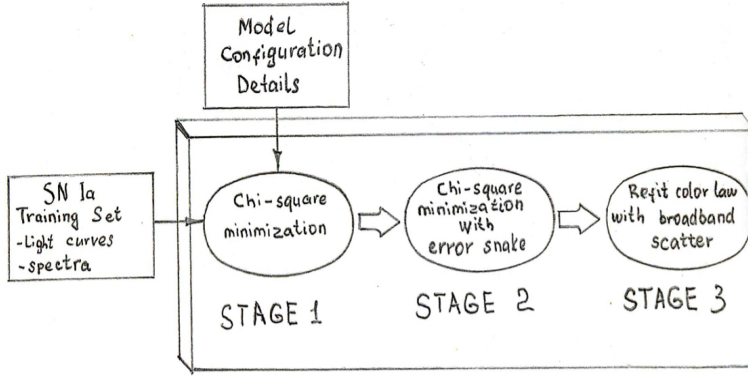 Model
Configuration
Details
SN Ia
Training Set
-Light curves
-spectra
Chi-square
minimization
Chi-square
minimization
with
error snake
Refit color law
with broadband
scatter
STAGE 1
STAGE 2
STAGE 3